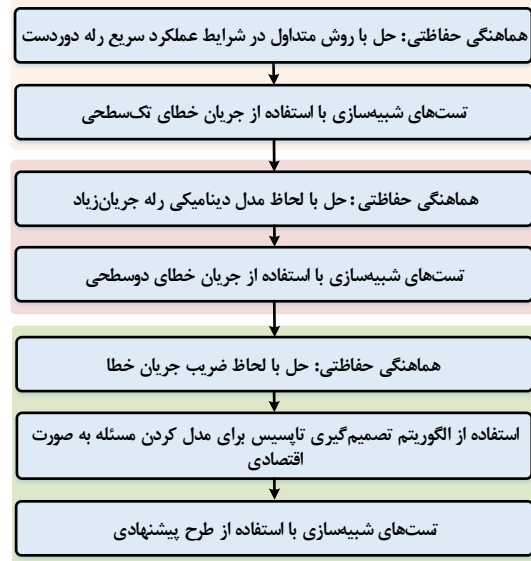 هماهنگی حفاظتی: حل با روش متداول در شرایط عملکرد سریع رله دوردست
تست‌های شبیه‌سازی با استفاده از جریان خطای تک‌سطحی
هماهنگی حفاظتی: حل با لحاظ مدل دینامیکی رله جریان‌زیاد
تست‌های شبیه‌سازی با استفاده از جریان خطای دوسطحی
هماهنگی حفاظتی: حل با لحاظ ضریب جریان خطا
استفاده از الگوریتم تصمیم‌گیری تاپسیس برای مدل کردن مسئله به صورت
اقتصادی
تست‌های شبیه‌سازی با استفاده از طرح پیشنهادی